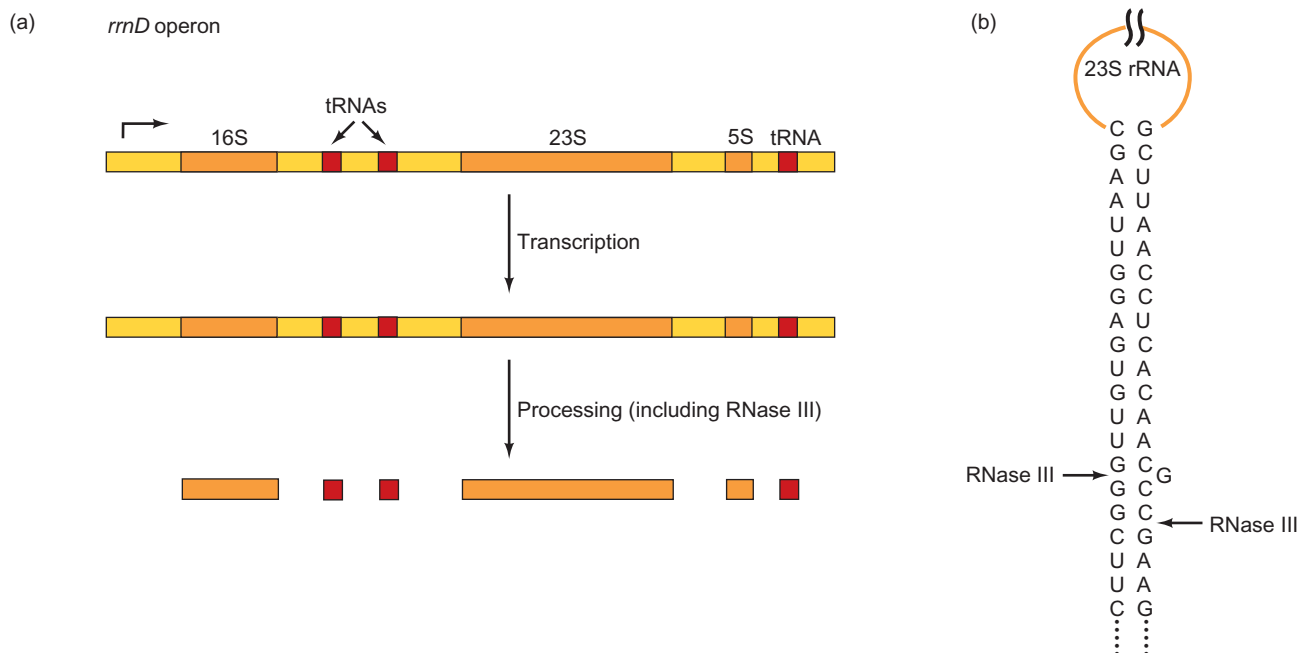 (a)
rrnD operon
tRNAs
16S
23S
5S
tRNA
Transcription
Processing (including RNase III)
(b)
23S rRNA
C G
G C
A U
A U
U A
U A
G C
G C
A U
G C
U A
G C
U A
U A
G C
G
G C
G C
C G
U A
U A
C G
RNase III
RNase III